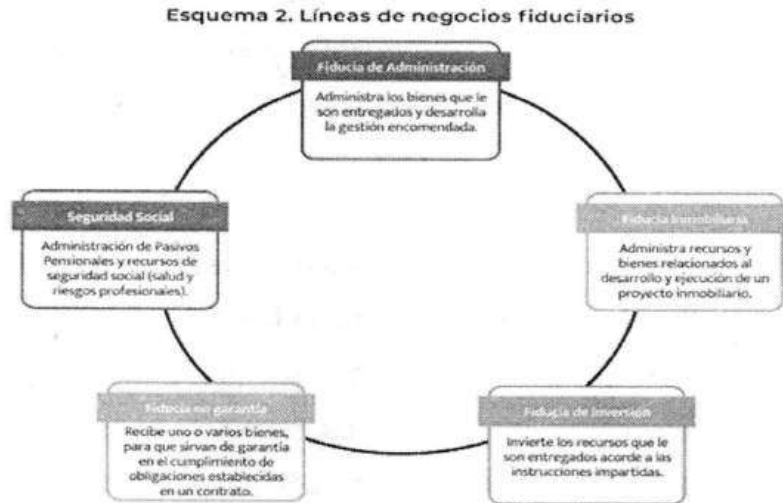 Esquema 2. Líneas de negocios fiduciarios
Fiducia de Administración
Administra los bienes que le
son entregados y desarrolla
la gestión encomendada.
Seguridad Social
Administración de Pasivos
Pensionales y recursos de
seguridad social (salud y
riesgos profesionales).
Fiducia Inmobiliaria
Administra recursos y
bienes relacionados al
desarrollo y ejecución de un
proyecto inmobiliario.
Fiducia no garantía
Recibe uno o varios bienes,
para que sirvan de garantía
en el cumplimiento de
obligaciones establecidas
en un contrato.
Fiducia de Inversión
Invierte los recursos que le
son entregados acorde a las
instrucciones impartidas.